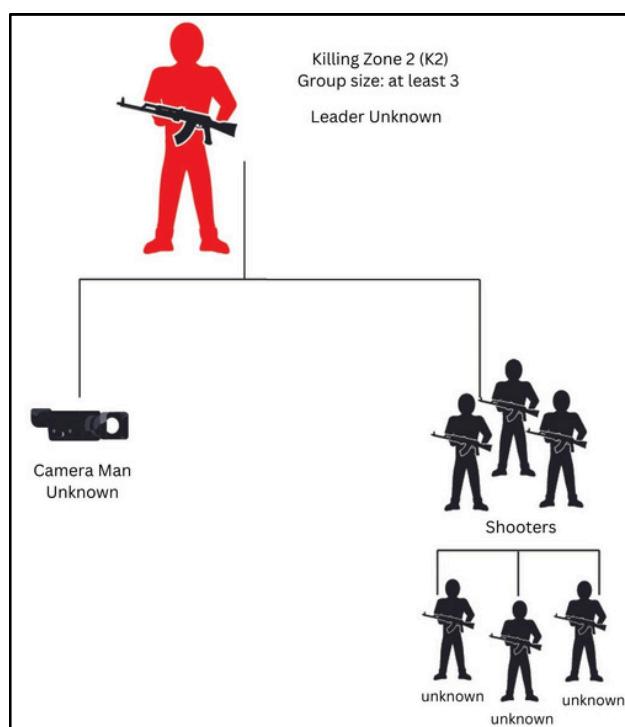 Killing Zone 2 (K2)
Group size: at least 3
Leader Unknown
Camera Man
Unknown
Shooters
unknown
unknown
unknown